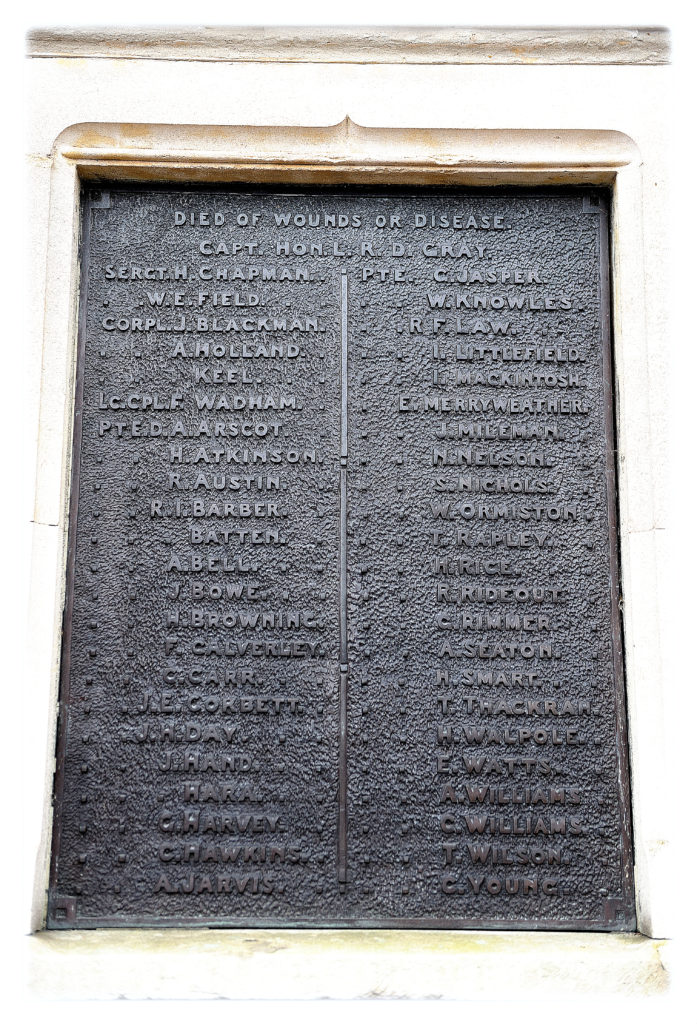 DIED OF WOUNDS OR DISEASE.
CAPT. HON. L. R. D. GRAY.
SERGT. H. CHAPMAN.
W. E. FIELD.
CORPL. J. BLACKMAN.
A. HOLLAND.
KEEL.
LC. CPL. F. WADHAM.
PTE. D. A. ARSCOT
H. ATKINSON.
R. AUSTIN.
R. I. BARBER.
BATTEN.
A. BELL.
J. BOWE.
H. BROWNING.
F. CALVERLEY.
C. CARR.
J. E. CORBETT.
J. H. DAY.
J. HAND.
HARA.
G. HARVEY.
C. HAWKINS.
A. JARVIS.
PTE. G. JASPER.
W. KNOWLES.
R. F. LAW.
I. LITTLEFIELD.
I. MACKINTOSH.
E. MERRYWEATHER.
J. MILEMAN.
N. NELSON.
S. NICHOLS.
W. ORMISTON.
T. RAPLEY.
H. RICE.
R. RIDEOUT.
G. RIMMER.
A. SEATON.
H. SMART.
T. THACKRAH.
H. WALPOLE.
E. WATTS.
A. WILLIAMS
C. WILLIAMS.
T. WILSON.
C. YOUNG.